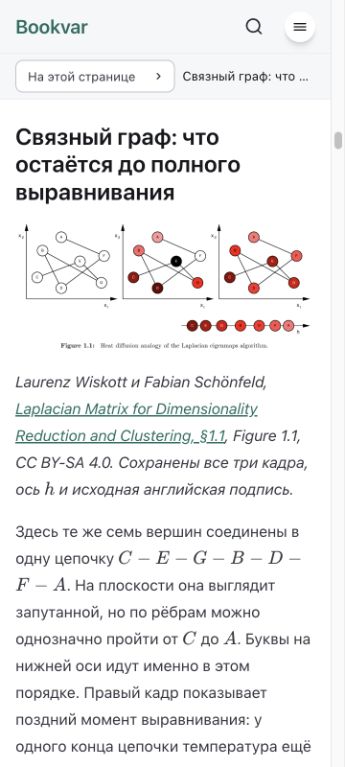 Bookvar
На этой странице
Связный граф: что ...
Связный граф: что
остаётся до полного
выравнивания
Figure 1.1: Heat diffusion analogy of the Laplacian eigenmaps algorithm.
Laurenz Wiskott и Fabian Schönfeld,
Laplacian Matrix for Dimensionality
Reduction and Clustering, §1.1, Figure 1.1,
CC BY-SA 4.0. Сохранены все три кадра,
ось h и исходная английская подпись.
Здесь те же семь вершин соединены в
одну цепочку C − E − G − B − D −
F − A. На плоскости она выглядит
запутанной, но по рёбрам можно
однозначно пройти от C до A. Буквы на
нижней оси идут именно в этом
порядке. Правый кадр показывает
поздний момент выравнивания: у
одного конца цепочки температура ещё